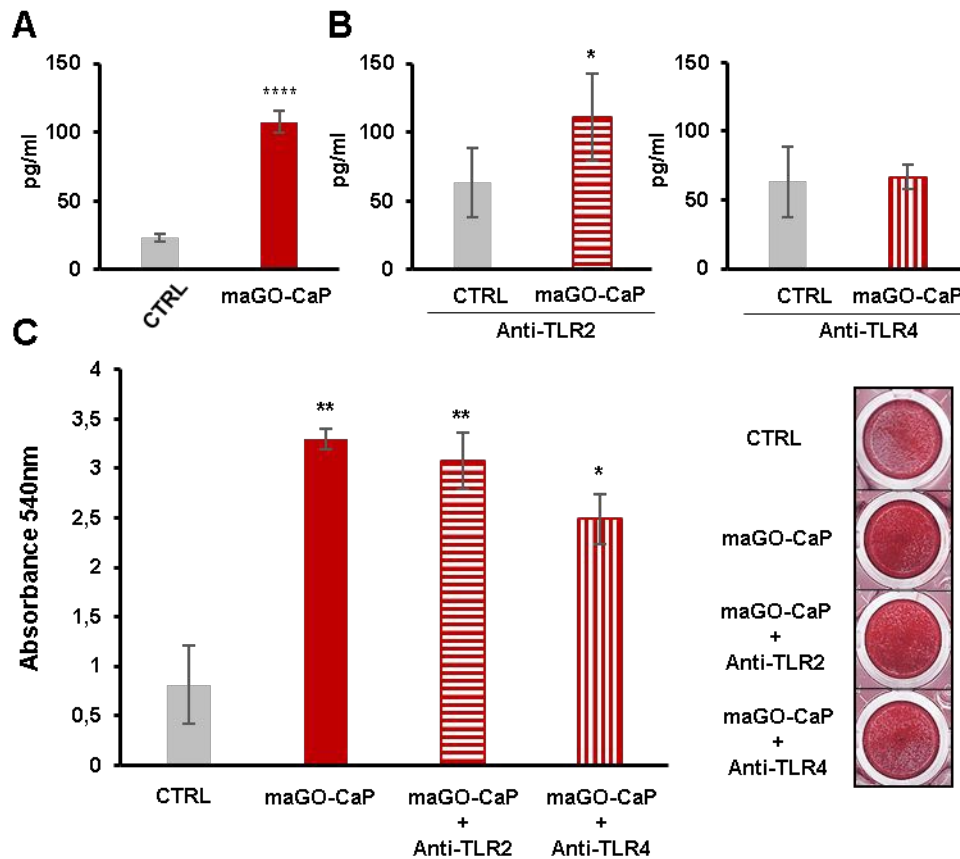 A
150
100
50
0
pg/ml
****
CTRL
maGO-CaP
B
150
100
50
0
pg/ml
*
CTRL
maGO-CaP
Anti-TLR2
150
100
50
0
pg/ml
CTRL
maGO-CaP
Anti-TLR4
C
4
3,5
3
2,5
2
1,5
1
0,5
0
Absorbance 540nm
**
**
*
CTRL
maGO-CaP
maGO-CaP
+
Anti-TLR2
maGO-CaP
+
Anti-TLR4
CTRL
maGO-CaP
maGO-CaP
+
Anti-TLR2
maGO-CaP
+
Anti-TLR4